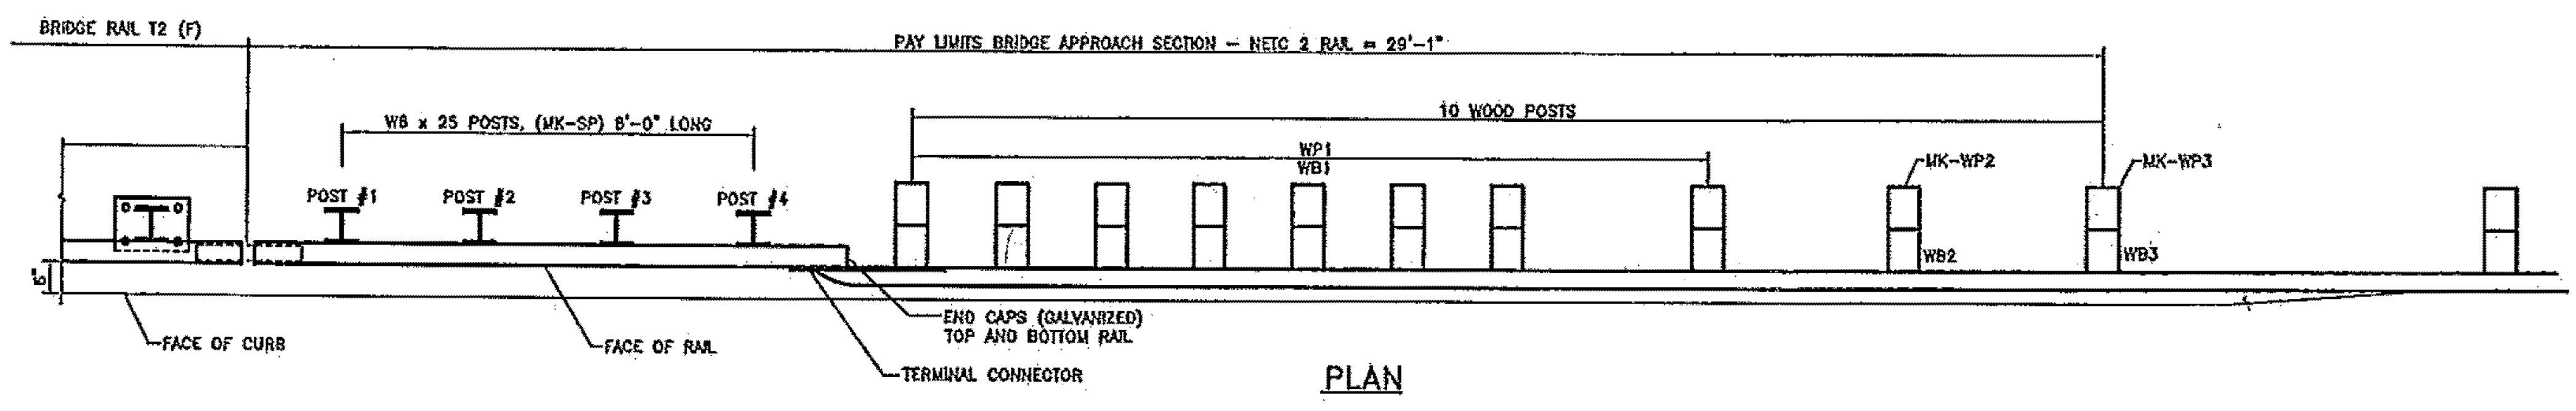 BRIDGE RAIL T2 (F)
PAY LIMITS BRIDGE APPROACH SECTION - NETC 2 RAIL = 29'-1"
10 WOOD POSTS
W6 x 25 POSTS, (MK-SP) 8'-0" LONG
WP1
WB1
MK-WP2
MK-WP3
POST #1
POST #2
POST #3
POST #4
WB2
WB3
6"
END CAPS (GALVANIZED)
TOP AND BOTTOM RAIL
FACE OF CURB
FACE OF RAIL
TERMINAL CONNECTOR
PLAN